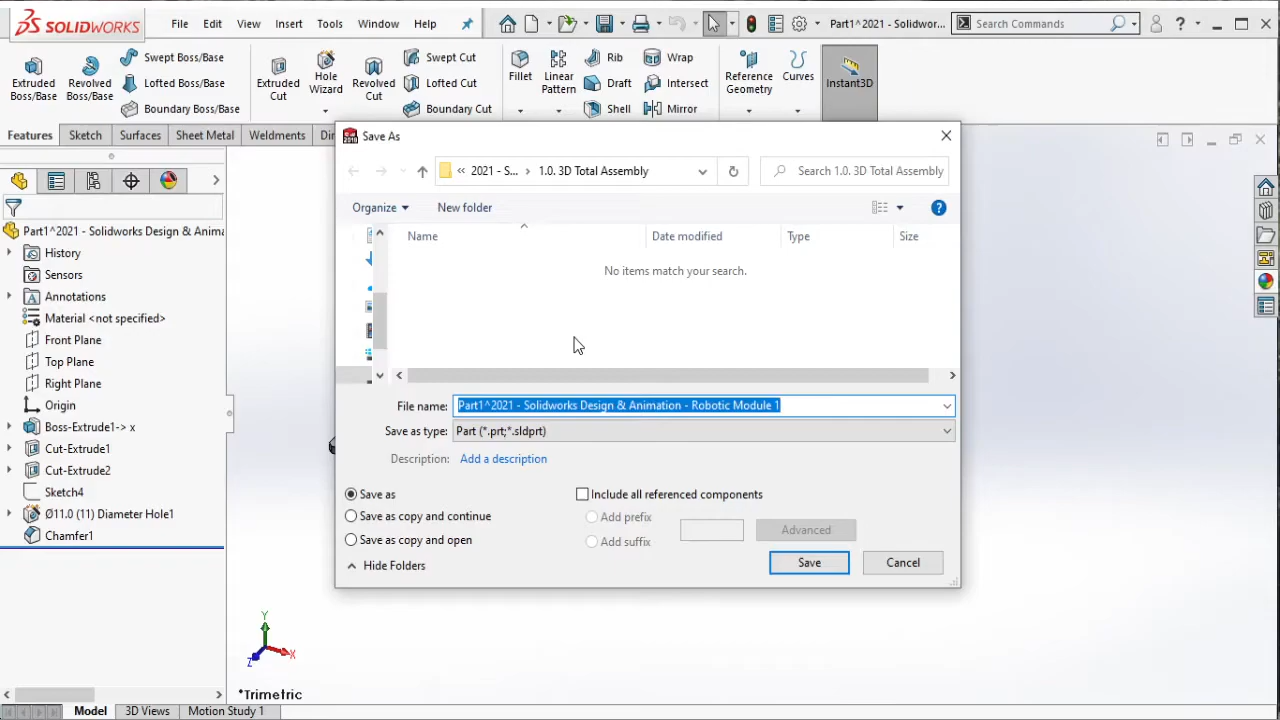 SOLIDWORKS File Edit View Insert Tools Window Help Part1^2021 - Solidwor... Search Commands ?
Extruded Boss/Base
Revolved Boss/Base
Swept Boss/Base
Lofted Boss/Base
Boundary Boss/Base
Extruded Cut
Hole Wizard
Revolved Cut
Swept Cut
Lofted Cut
Boundary Cut
Fillet
Linear Pattern
Rib
Draft
Shell
Wrap
Intersect
Mirror
Reference Geometry
Curves
Instant3D
Features Sketch Surfaces Sheet Metal Weldments Di
Part1^2021 - Solidworks Design & Anima
History
Sensors
Annotations
Material <not specified>
Front Plane
Top Plane
Right Plane
Origin
Boss-Extrude1-> x
Cut-Extrude1
Cut-Extrude2
Sketch4
Ø11.0 (11) Diameter Hole1
Chamfer1
Save As
« 2021 - S... › 1.0. 3D Total Assembly
Search 1.0. 3D Total Assembly
Organize New folder ?
Name Date modified Type Size
No items match your search.
File name: Part1^2021 - Solidworks Design & Animation - Robotic Module 1
Save as type: Part (*.prt;*.sldprt)
Description: Add a description
Save as
Save as copy and continue
Save as copy and open
Include all referenced components
Add prefix
Add suffix
Advanced
Hide Folders
Save Cancel
Y
X
Z
*Trimetric
Model 3D Views Motion Study 1